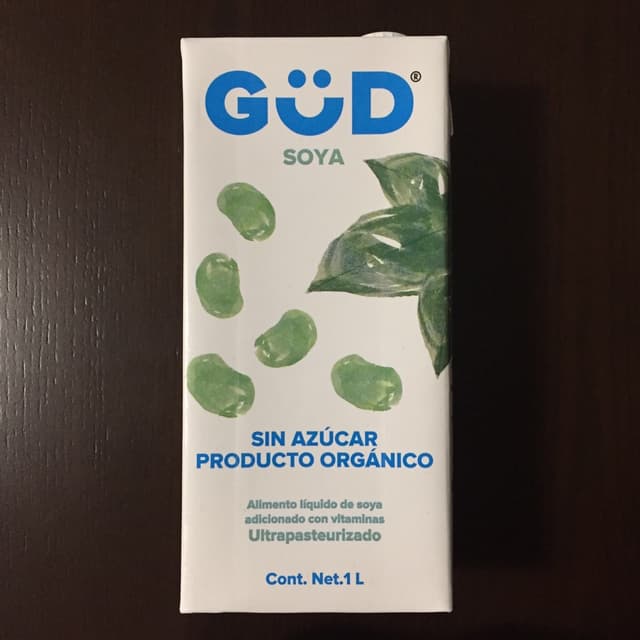 GÜD®
SOYA
SIN AZÚCAR
PRODUCTO ORGÁNICO
Alimento líquido de soya
adicionado con vitaminas
Ultrapasteurizado
Cont. Net.1 L